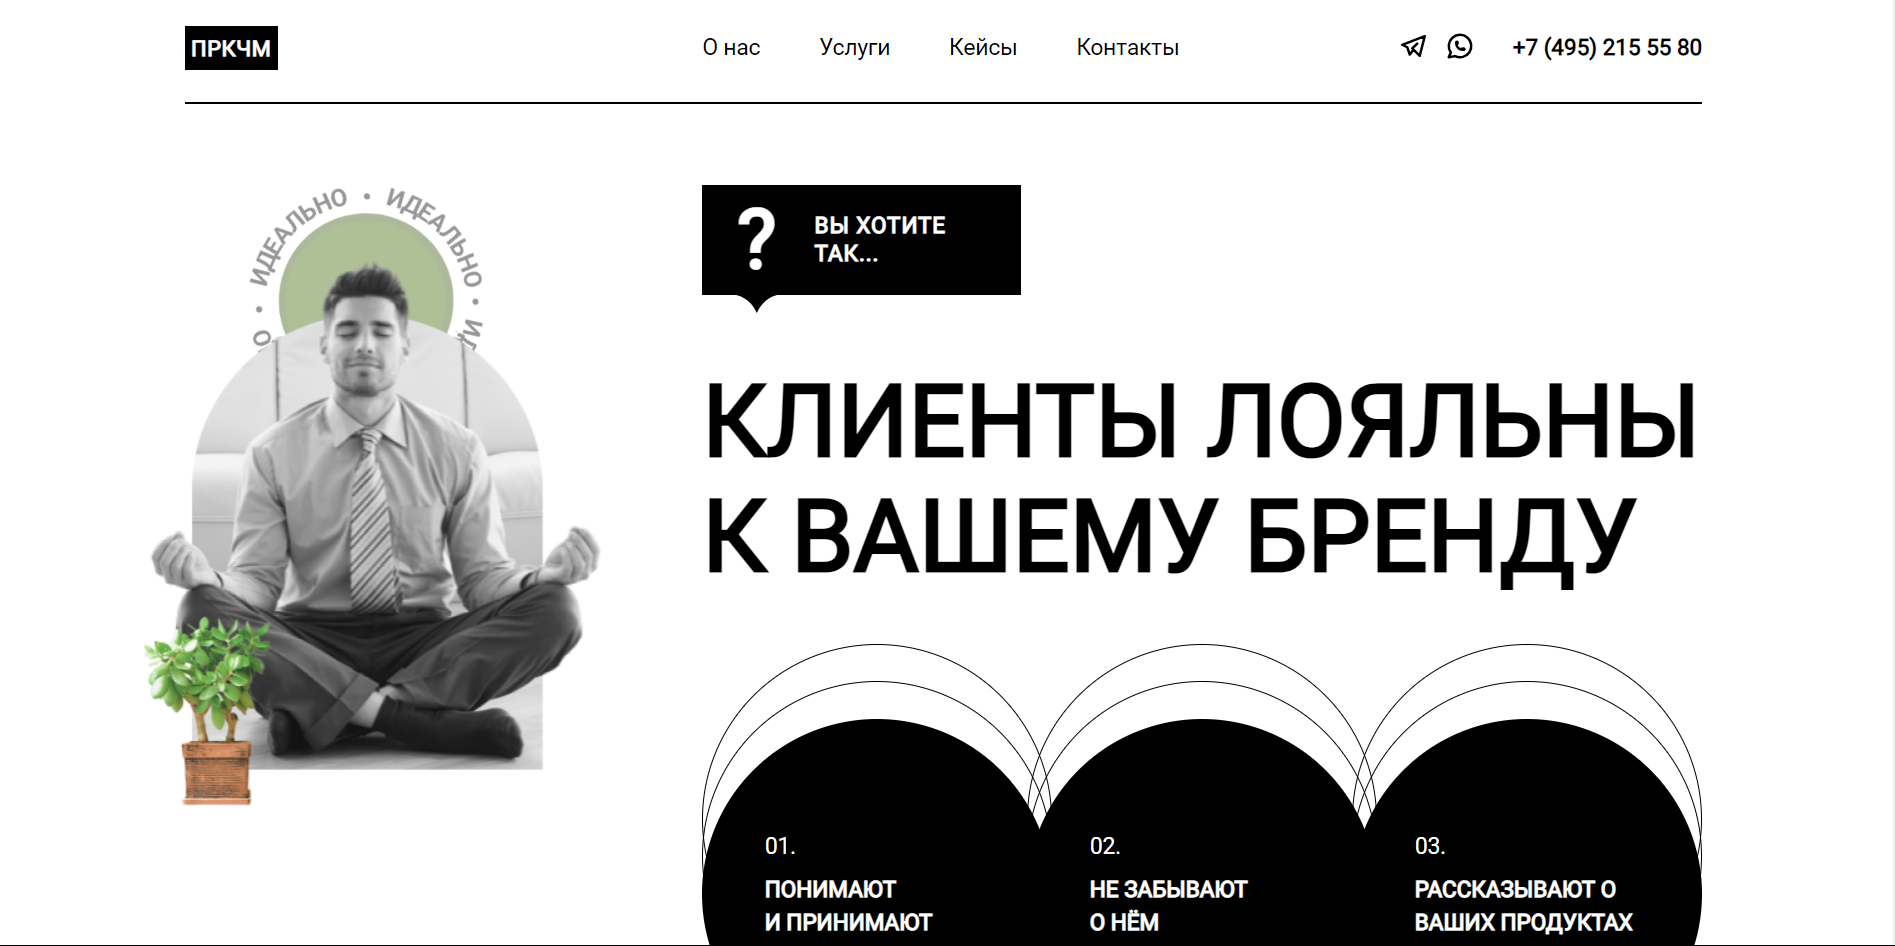 ПРКЧМ
О нас
Услуги
Кейсы
Контакты
+7 (495) 215 55 80
ИДЕАЛЬНО • ИДЕАЛЬНО •
?
ВЫ ХОТИТЕ
ТАК...
КЛИЕНТЫ ЛОЯЛЬНЫ
К ВАШЕМУ БРЕНДУ
01.
ПОНИМАЮТ
И ПРИНИМАЮТ
02.
НЕ ЗАБЫВАЮТ
О НЁМ
03.
РАССКАЗЫВАЮТ О
ВАШИХ ПРОДУКТАХ